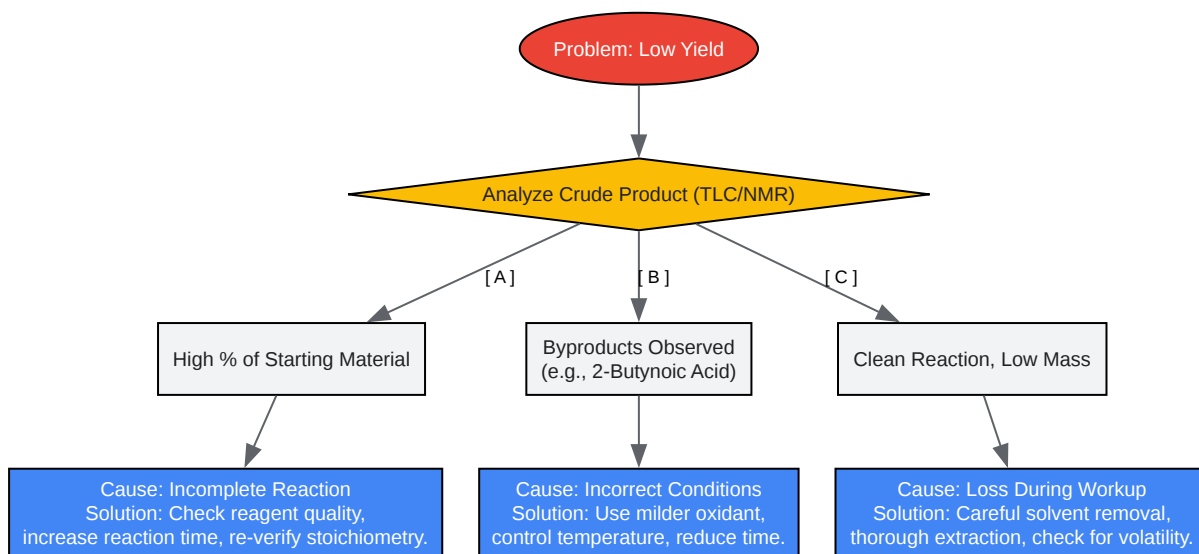 Problem: Low Yield
Analyze Crude Product (TLC/NMR)
[ A ]
[ B ]
[ C ]
High % of Starting Material
Byproducts Observed
(e.g., 2-Butynoic Acid)
Clean Reaction, Low Mass
Cause: Incomplete Reaction
Solution: Check reagent quality,
increase reaction time, re-verify stoichiometry.
Cause: Incorrect Conditions
Solution: Use milder oxidant,
control temperature, reduce time.
Cause: Loss During Workup
Solution: Careful solvent removal,
thorough extraction, check for volatility.